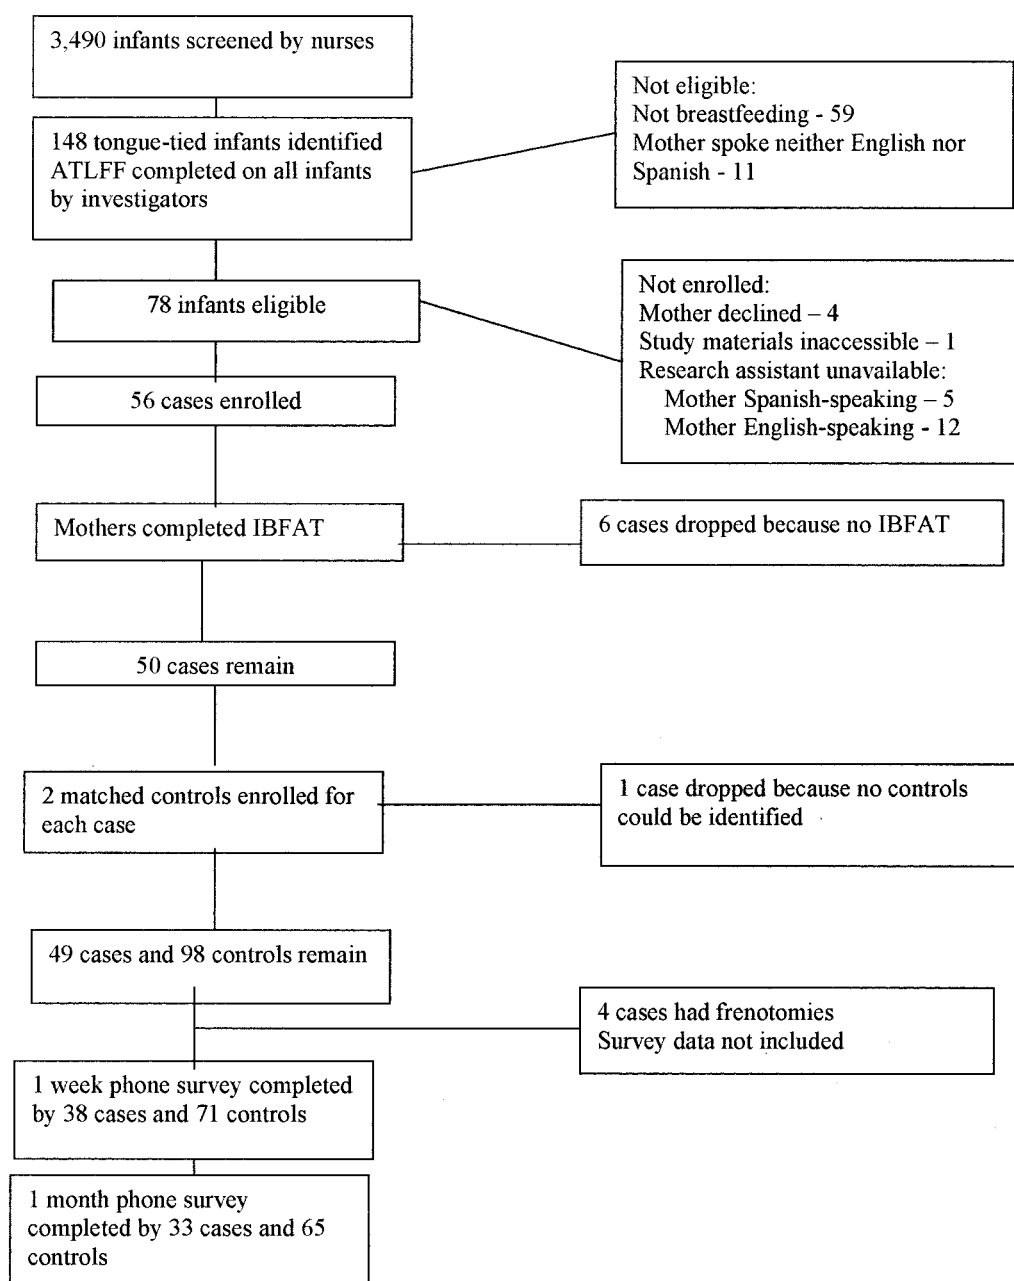 3,490 infants screened by nurses
148 tongue-tied infants identified
ATLFF completed on all infants
by investigators
Not eligible:
Not breastfeeding - 59
Mother spoke neither English nor
Spanish - 11
78 infants eligible
Not enrolled:
Mother declined – 4
Study materials inaccessible – 1
Research assistant unavailable:
Mother Spanish-speaking – 5
Mother English-speaking - 12
56 cases enrolled
Mothers completed IBFAT
6 cases dropped because no IBFAT
50 cases remain
2 matched controls enrolled for
each case
1 case dropped because no controls
could be identified
49 cases and 98 controls remain
4 cases had frenotomies
Survey data not included
1 week phone survey completed
by 38 cases and 71 controls
1 month phone survey
completed by 33 cases and 65
controls